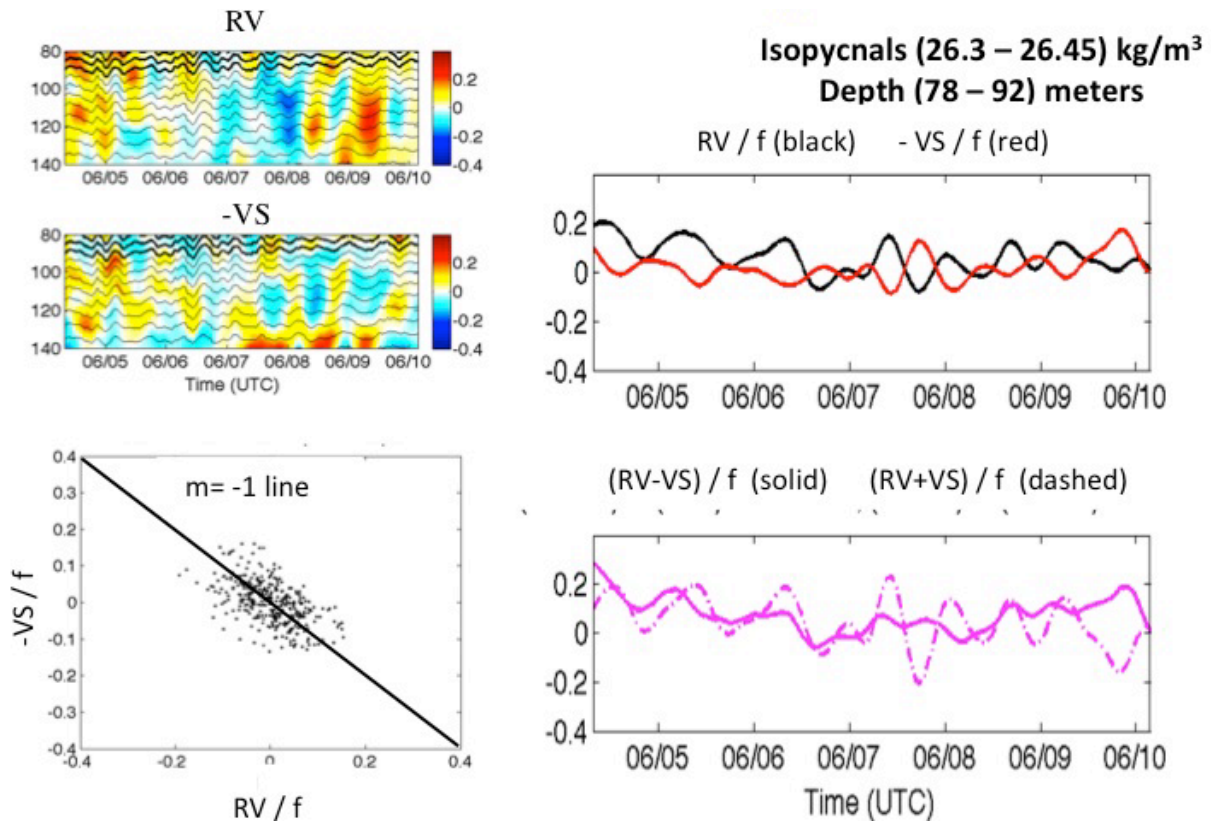 RV
80
100
120
140
06/05 06/06 06/07 06/08 06/09 06/10
0.2
0
-0.2
-0.4
-VS
80
100
120
140
06/05 06/06 06/07 06/08 06/09 06/10
Time (UTC)
0.2
0
-0.2
-0.4
Isopycnals (26.3 – 26.45) kg/m³
Depth (78 – 92) meters
RV / f (black) - VS / f (red)
0.2
0
-0.2
-0.4
06/05 06/06 06/07 06/08 06/09 06/10
m= -1 line
-VS / f
0.4
0.3
0.2
0.1
0
-0.1
-0.2
-0.3
-0.4
-0.4 -0.2 0 0.2 0.4
RV / f
(RV-VS) / f (solid) (RV+VS) / f (dashed)
0.2
0
-0.2
-0.4
06/05 06/06 06/07 06/08 06/09 06/10
Time (UTC)